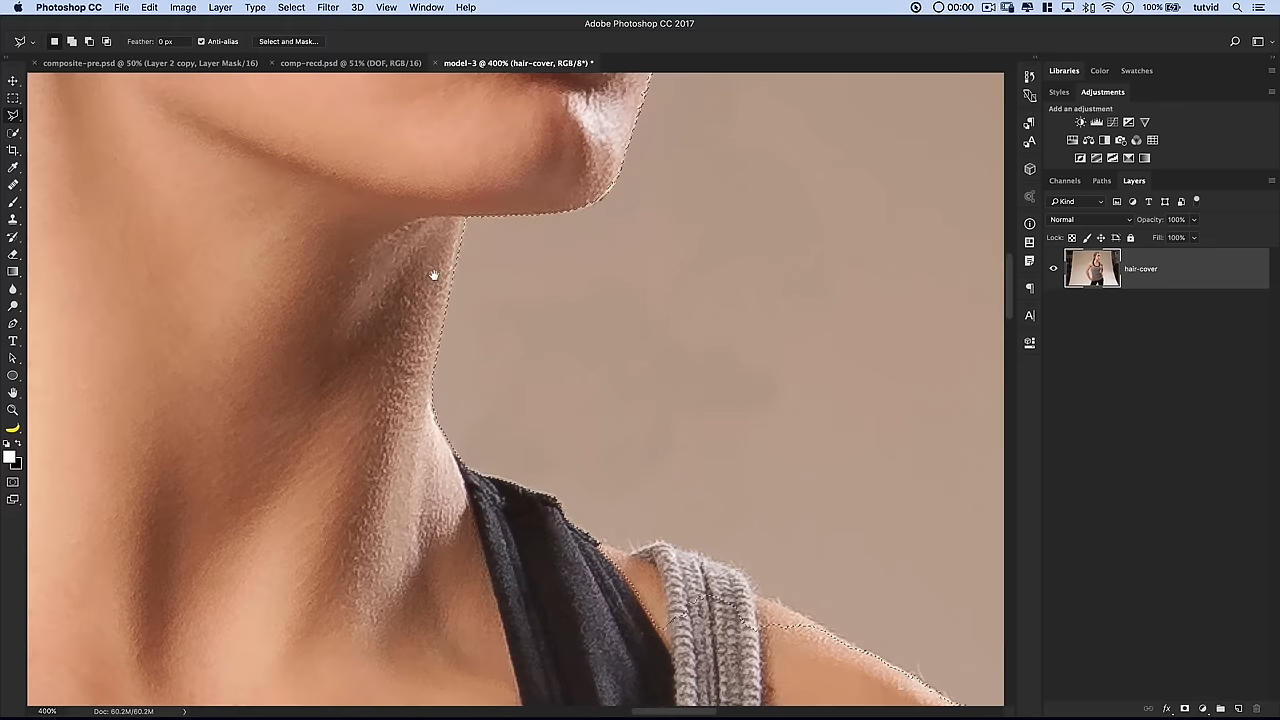 Photoshop CC File Edit Image Layer Type Select Filter 3D View Window Help 00:00 100% tutvid
Adobe Photoshop CC 2017
Feather: 0 px Anti-alias Select and Mask...
composite-pre.psd @ 50% (Layer 2 copy, Layer Mask/16) comp-recd.psd @ 51% (DOF, RGB/16) model-3 @ 400% (hair-cover, RGB/8*) *
Libraries Color Swatches
Styles Adjustments
Add an adjustment
Channels Paths Layers
Kind
Normal Opacity: 100%
Lock: Fill: 100%
hair-cover
400% Doc: 60.2M/60.2M